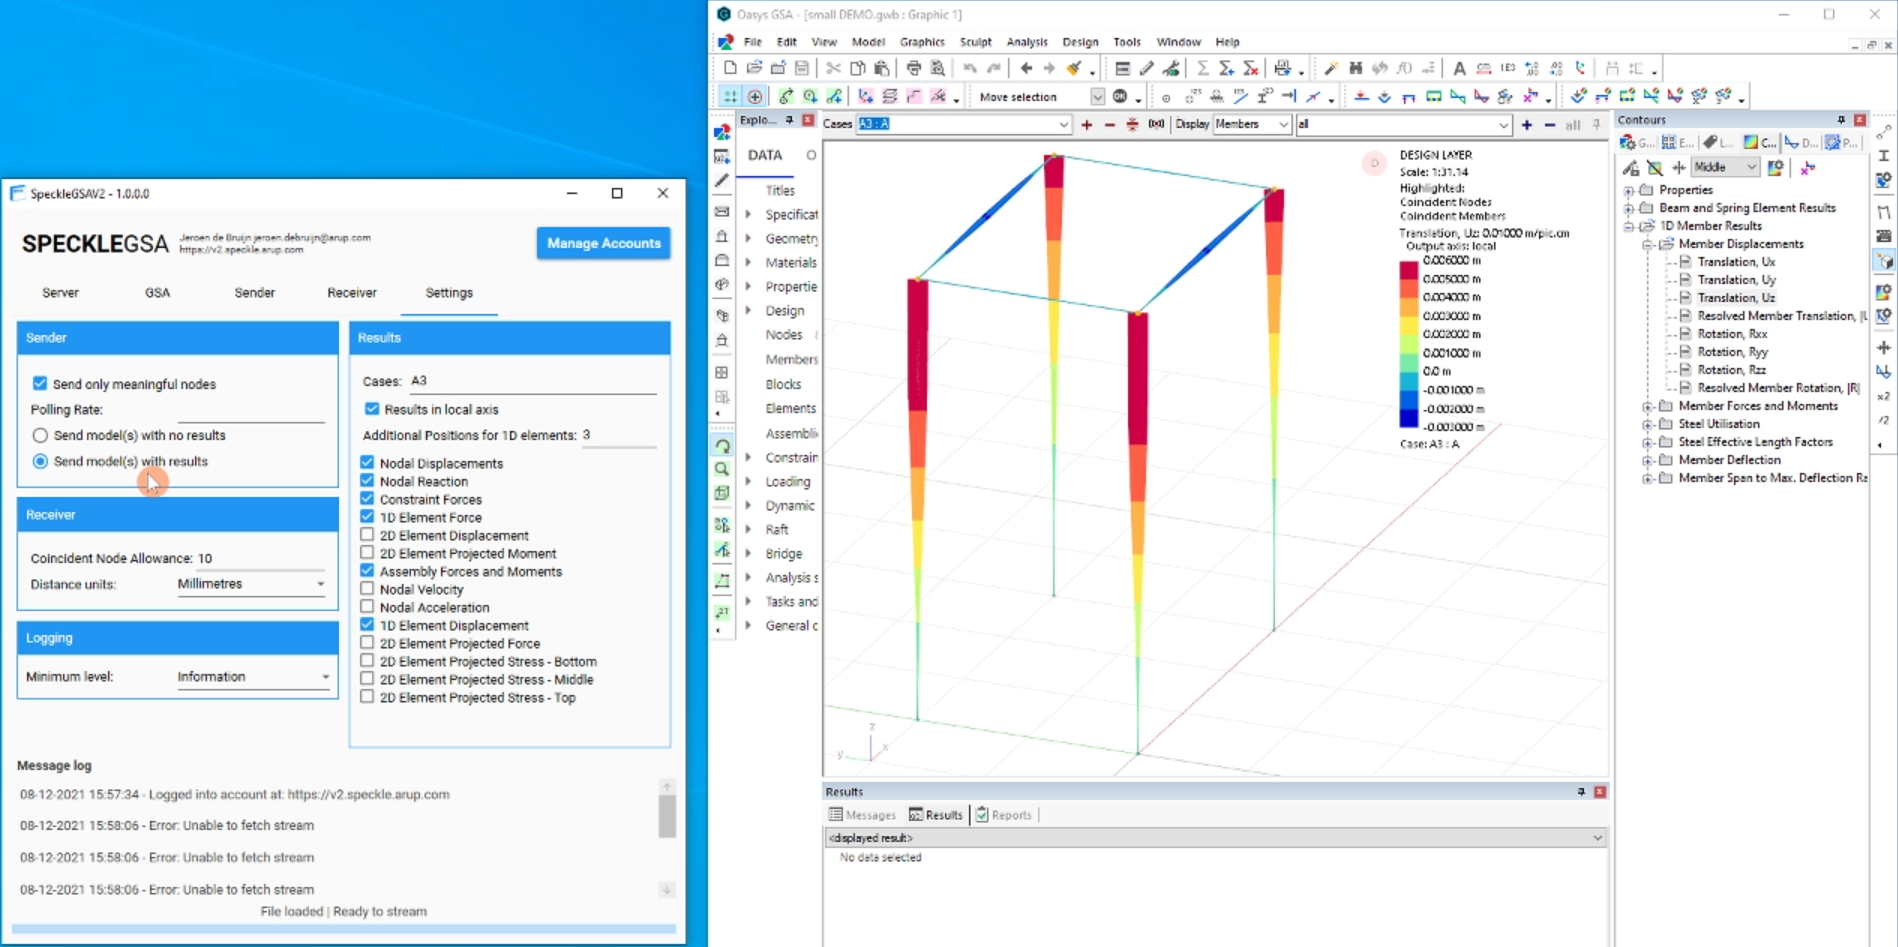 SpeckleGSAV2 - 1.0.0.0
SPECKLEGSA
Jeroen de Bruijn jeroen.debruijn@arup.com
https://v2.speckle.arup.com
Manage Accounts
Server GSA Sender Receiver Settings
Sender
Send only meaningful nodes
Polling Rate:
Send model(s) with no results
Send model(s) with results
Receiver
Coincident Node Allowance: 10
Distance units: Millimetres
Logging
Minimum level: Information
Results
Cases: A3
Results in local axis
Additional Positions for 1D elements: 3
Nodal Displacements
Nodal Reaction
Constraint Forces
1D Element Force
2D Element Displacement
2D Element Projected Moment
Assembly Forces and Moments
Nodal Velocity
Nodal Acceleration
1D Element Displacement
2D Element Projected Force
2D Element Projected Stress - Bottom
2D Element Projected Stress - Middle
2D Element Projected Stress - Top
Message log
08-12-2021 15:57:34 - Logged into account at: https://v2.speckle.arup.com
08-12-2021 15:58:06 - Error: Unable to fetch stream
08-12-2021 15:58:06 - Error: Unable to fetch stream
08-12-2021 15:58:06 - Error: Unable to fetch stream
File loaded | Ready to stream
Oasys GSA - [small DEMO.gwb : Graphic 1]
File Edit View Model Graphics Sculpt Analysis Design Tools Window Help
Move selection
Explo...
Cases A3 : A
Display Members
all
all
DATA O
Titles
Specificat
Geometry
Materials
Propertie
Design
Nodes
Members
Blocks
Elements
Assembli
Constrain
Loading
Dynamic
Raft
Bridge
Analysis s
Tasks and
General c
DESIGN LAYER
Scale: 1:31.14
Highlighted:
Coincident Nodes
Coincident Members
Translation, Uz: 0.01000 m/pic.cm
Output axis: local
0.006000 m
0.005000 m
0.004000 m
0.003000 m
0.002000 m
0.001000 m
0.0 m
-0.001000 m
-0.002000 m
-0.003000 m
Case: A3 : A
z
y
x
Results
Messages Results Reports
<displayed result>
No data selected
Contours
G... E... L... C... D... P...
Middle
Properties
Beam and Spring Element Results
1D Member Results
Member Displacements
Translation, Ux
Translation, Uy
Translation, Uz
Resolved Member Translation, |U
Rotation, Rxx
Rotation, Ryy
Rotation, Rzz
Resolved Member Rotation, |R|
Member Forces and Moments
Steel Utilisation
Steel Effective Length Factors
Member Deflection
Member Span to Max. Deflection Ra